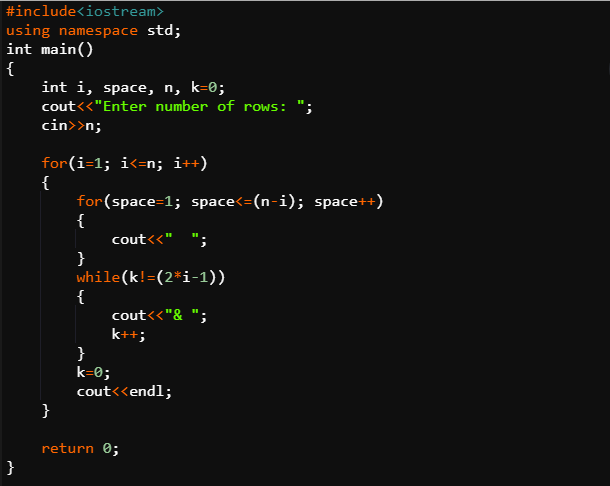 #include<iostream>
using namespace std;
int main()
{
    int i, space, n, k=0;
    cout<<"Enter number of rows: ";
    cin>>n;

    for(i=1; i<=n; i++)
    {
        for(space=1; space<=(n-i); space++)
        {
            cout<<"  ";
        }
        while(k!=(2*i-1))
        {
            cout<<"& ";
            k++;
        }
        k=0;
        cout<<endl;
    }

    return 0;
}